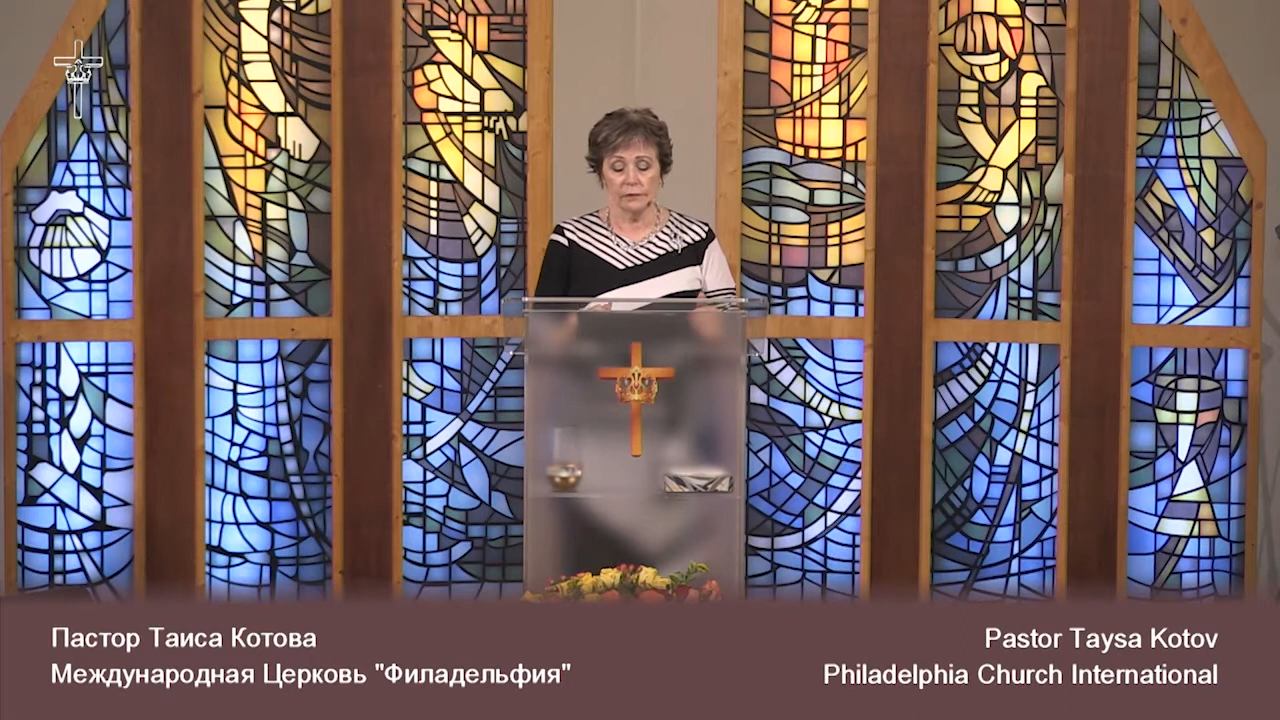 Пастор Таиса Котова
Международная Церковь "Филадельфия"
Pastor Taysa Kotov
Philadelphia Church International